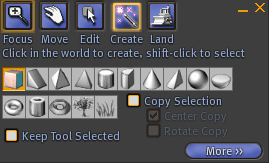 Focus Move Edit Create Land
Click in the world to create, shift-click to select
Copy Selection
Center Copy
Rotate Copy
Keep Tool Selected
More >>